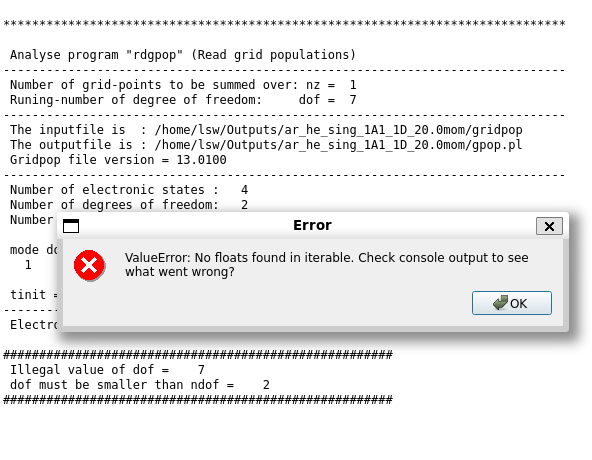 *******************************************************************************
Analyse program "rdgpop" (Read grid populations)
-------------------------------------------------------------------------------
Number of grid-points to be summed over: nz =  1
Runing-number of degree of freedom:     dof =  7
-------------------------------------------------------------------------------
The inputfile is  : /home/lsw/Outputs/ar_he_sing_1A1_1D_20.0mom/gridpop
The outputfile is : /home/lsw/Outputs/ar_he_sing_1A1_1D_20.0mom/gpop.pl
Gridpop file version = 13.0100
-------------------------------------------------------------------------------
Number of electronic states :   4
Number of degrees of freedom:   2
Number
mode
1
tinit =
Error
ValueError: No floats found in iterable. Check console output to see
what went wrong?
OK
##################################################​####
Illegal value of dof =    7
dof must be smaller than ndof =    2
######################################################